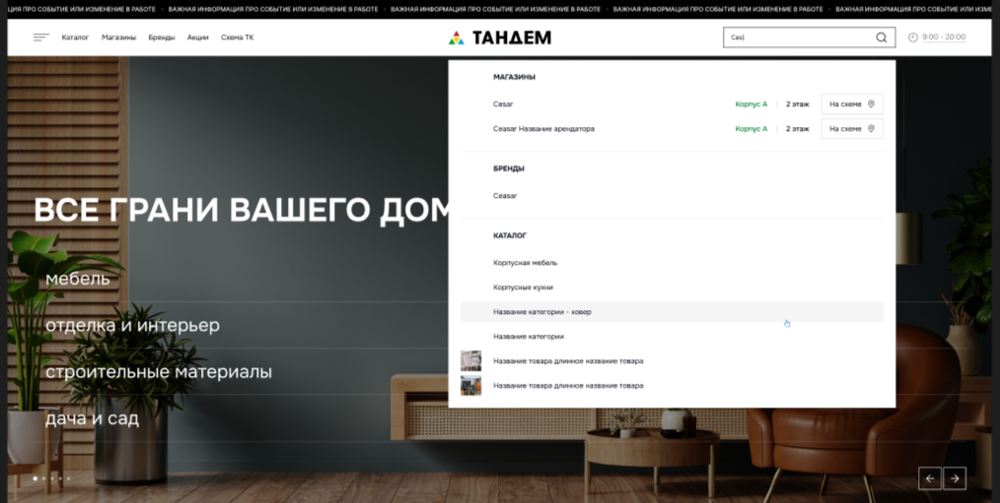 ЦИЯ ПРО СОБЫТИЕ ИЛИ ИЗМЕНЕНИЕ В РАБОТЕ · ВАЖНАЯ ИНФОРМАЦИЯ ПРО СОБЫТИЕ ИЛИ ИЗМЕНЕНИЕ В РАБОТЕ · ВАЖНАЯ ИНФОРМАЦИЯ ПРО СОБЫТИЕ ИЛИ ИЗМЕНЕНИЕ В РАБОТЕ · ВАЖНАЯ ИНФОРМАЦИЯ ПРО СОБЫТИЕ ИЛИ ИЗМЕНЕНИЕ В РАБОТЕ · ВАЖНАЯ ИНФОРМАЦИЯ ПРО СОБЫТИЕ ИЛИ ИЗМЕ
Каталог Магазины Бренды Акции Схема ТК ТАНДЕМ Ces 9:00 - 20:00
МАГАЗИНЫ
Cesar Корпус А 2 этаж На схеме
Ceasar Название арендатора Корпус А 2 этаж На схеме
БРЕНДЫ
Ceasar
ВСЕ ГРАНИ ВАШЕГО ДОМ
КАТАЛОГ
Корпусная мебель
мебель
Корпусные кухни
Название категории - ховер
отделка и интерьер
Название категории
Название товара длинное название товара
строительные материалы
Название товара длинное название товара
дача и сад